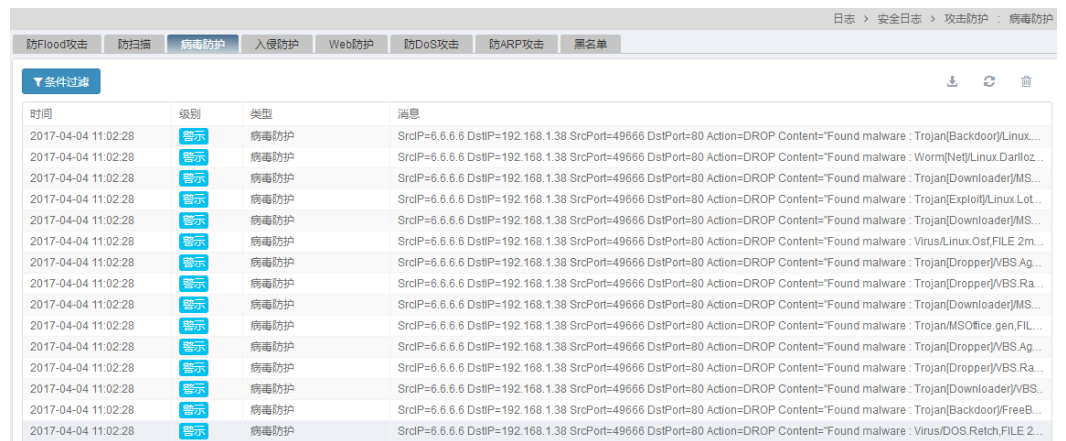 日志 > 安全日志 > 攻击防护 : 病毒防护
防Flood攻击 防扫描 病毒防护 入侵防护 Web防护 防DoS攻击 防ARP攻击 黑名单
条件过滤
时间 级别 类型 消息
2017-04-04 11:02:28 警示 病毒防护 SrcIP=6.6.6.6 DstIP=192.168.1.38 SrcPort=49666 DstPort=80 Action=DROP Content="Found malware : Trojan[Backdoor]/Linux....
2017-04-04 11:02:28 警示 病毒防护 SrcIP=6.6.6.6 DstIP=192.168.1.38 SrcPort=49666 DstPort=80 Action=DROP Content="Found malware : Worm[Net]/Linux.Darlloz...
2017-04-04 11:02:28 警示 病毒防护 SrcIP=6.6.6.6 DstIP=192.168.1.38 SrcPort=49666 DstPort=80 Action=DROP Content="Found malware : Trojan[Downloader]/MS...
2017-04-04 11:02:28 警示 病毒防护 SrcIP=6.6.6.6 DstIP=192.168.1.38 SrcPort=49666 DstPort=80 Action=DROP Content="Found malware : Trojan[Exploit]/Linux.Lot...
2017-04-04 11:02:28 警示 病毒防护 SrcIP=6.6.6.6 DstIP=192.168.1.38 SrcPort=49666 DstPort=80 Action=DROP Content="Found malware : Trojan[Downloader]/MS...
2017-04-04 11:02:28 警示 病毒防护 SrcIP=6.6.6.6 DstIP=192.168.1.38 SrcPort=49666 DstPort=80 Action=DROP Content="Found malware : Virus/Linux.Osf,FILE 2m...
2017-04-04 11:02:28 警示 病毒防护 SrcIP=6.6.6.6 DstIP=192.168.1.38 SrcPort=49666 DstPort=80 Action=DROP Content="Found malware : Trojan[Dropper]/VBS.Ag...
2017-04-04 11:02:28 警示 病毒防护 SrcIP=6.6.6.6 DstIP=192.168.1.38 SrcPort=49666 DstPort=80 Action=DROP Content="Found malware : Trojan[Dropper]/VBS.Ra...
2017-04-04 11:02:28 警示 病毒防护 SrcIP=6.6.6.6 DstIP=192.168.1.38 SrcPort=49666 DstPort=80 Action=DROP Content="Found malware : Trojan[Downloader]/MS...
2017-04-04 11:02:28 警示 病毒防护 SrcIP=6.6.6.6 DstIP=192.168.1.38 SrcPort=49666 DstPort=80 Action=DROP Content="Found malware : Trojan/MSOffice.gen,FIL...
2017-04-04 11:02:28 警示 病毒防护 SrcIP=6.6.6.6 DstIP=192.168.1.38 SrcPort=49666 DstPort=80 Action=DROP Content="Found malware : Trojan[Dropper]/VBS.Ag...
2017-04-04 11:02:28 警示 病毒防护 SrcIP=6.6.6.6 DstIP=192.168.1.38 SrcPort=49666 DstPort=80 Action=DROP Content="Found malware : Trojan[Dropper]/VBS.Ra...
2017-04-04 11:02:28 警示 病毒防护 SrcIP=6.6.6.6 DstIP=192.168.1.38 SrcPort=49666 DstPort=80 Action=DROP Content="Found malware : Trojan[Downloader]/VBS...
2017-04-04 11:02:28 警示 病毒防护 SrcIP=6.6.6.6 DstIP=192.168.1.38 SrcPort=49666 DstPort=80 Action=DROP Content="Found malware : Trojan[Backdoor]/FreeB...
2017-04-04 11:02:28 警示 病毒防护 SrcIP=6.6.6.6 DstIP=192.168.1.38 SrcPort=49666 DstPort=80 Action=DROP Content="Found malware : Virus/DOS.Retch,FILE 2...